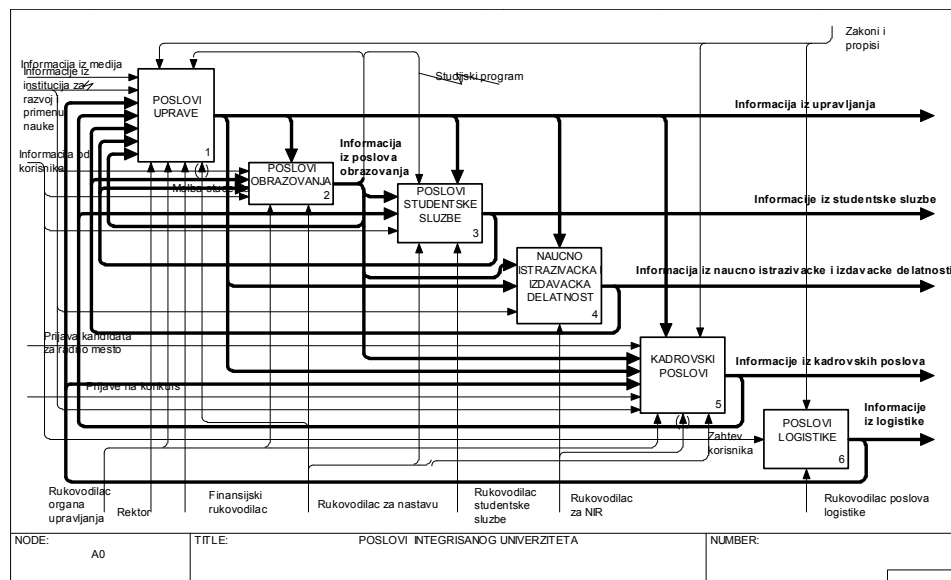 Zakoni i
propisi
Informacija iz medija
Informacije iz
institucija za
razvoj
primenu
nauke
Studijski program
POSLOVI
UPRAVE
1
Informacija iz upravljanja
Informacija
iz poslova
obrazovanja
Informacija od
korisnika
Molba studenta
POSLOVI
OBRAZOVANJA
2
POSLOVI
STUDENTSKE
SLUZBE
3
Informacije iz studentske sluzbe
NAUCNO
ISTRAZIVACKA I
IZDAVACKA
DELATNOST
4
Informacija iz naucno istrazivacke i izdavacke delatnosti
Prijava kandidata
za radno mesto
KADROVSKI
POSLOVI
5
Informacije iz kadrovskih poslova
Prijave na konkurs
Informacije
iz logistike
POSLOVI
LOGISTIKE
6
Zahtev
korisnika
Rukovodilac
organa
upravljanja
Rektor
Finansijski
rukovodilac
Rukovodilac za nastavu
Rukovodilac
studentske
sluzbe
Rukovodilac
za NIR
Rukovodilac poslova
logistike
NODE:
A0
TITLE:
POSLOVI INTEGRISANOG UNIVERZITETA
NUMBER: